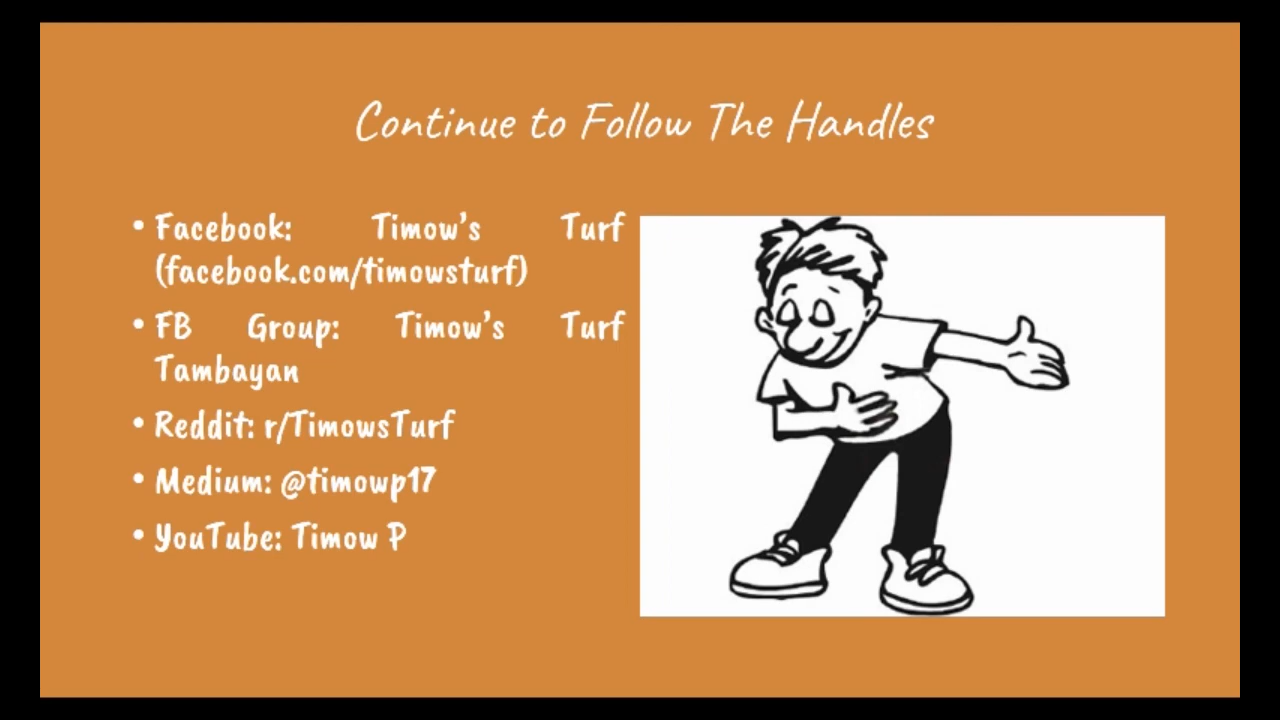 Continue to Follow The Handles
• Facebook: Timow's Turf
(facebook.com/timowsturf)
• FB Group: Timow's Turf
Tambayan
• Reddit: r/TimowsTurf
• Medium: @timowp17
• YouTube: Timow P